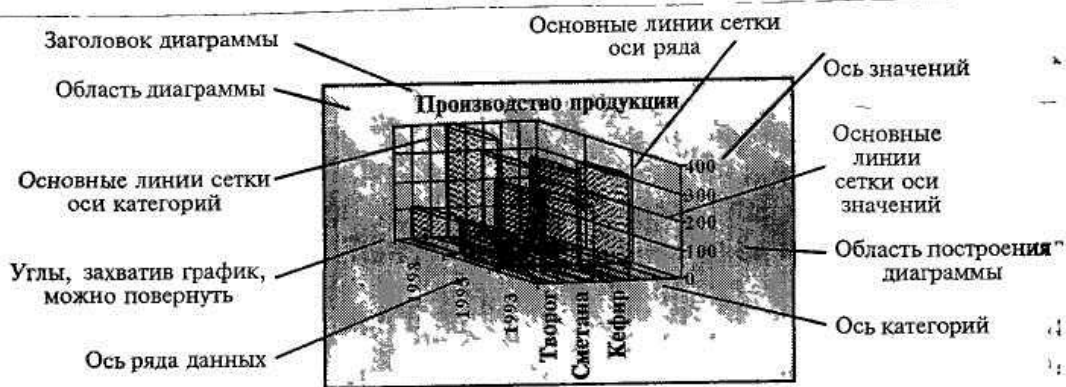 Заголовок диаграммы
Основные линии сетки
оси ряда
Ось значений
Область диаграммы
Производство продукции
Основные
линии
сетки оси
значений
400
300
200
100
0
Основные линии сетки
оси категорий
Область построения
диаграммы
Углы, захватив график,
можно повернуть
1995
1993
Творог
Сметана
Кефир
Ось категорий
Ось ряда данных